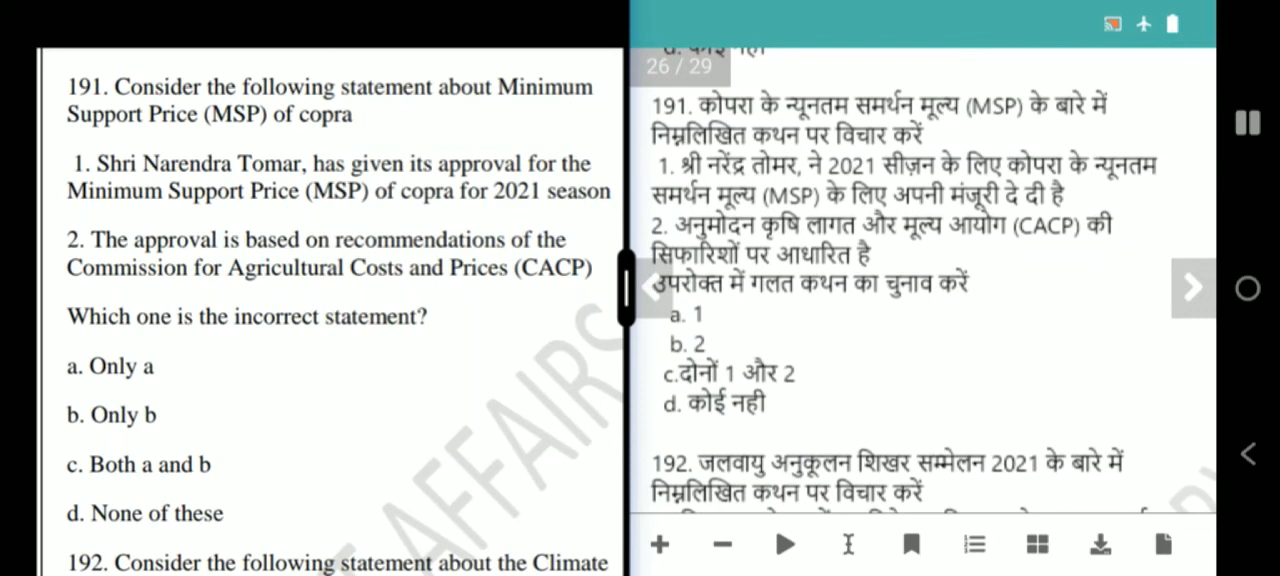 191. Consider the following statement about Minimum
Support Price (MSP) of copra
1. Shri Narendra Tomar, has given its approval for the
Minimum Support Price (MSP) of copra for 2021 season
2. The approval is based on recommendations of the
Commission for Agricultural Costs and Prices (CACP)
Which one is the incorrect statement?
a. Only a
b. Only b
c. Both a and b
d. None of these
192. Consider the following statement about the Climate
AFFAIRS
26 / 29
191. कोपरा के न्यूनतम समर्थन मूल्य (MSP) के बारे में
निम्नलिखित कथन पर विचार करें
1. श्री नरेंद्र तोमर, ने 2021 सीज़न के लिए कोपरा के न्यूनतम
समर्थन मूल्य (MSP) के लिए अपनी मंजूरी दे दी है
2. अनुमोदन कृषि लागत और मूल्य आयोग (CACP) की
सिफारिशों पर आधारित है
उपरोक्त में गलत कथन का चुनाव करें
a. 1
b. 2
c.दोनों 1 और 2
d. कोई नही
192. जलवायु अनुकूलन शिखर सम्मेलन 2021 के बारे में
निम्नलिखित कथन पर विचार करें